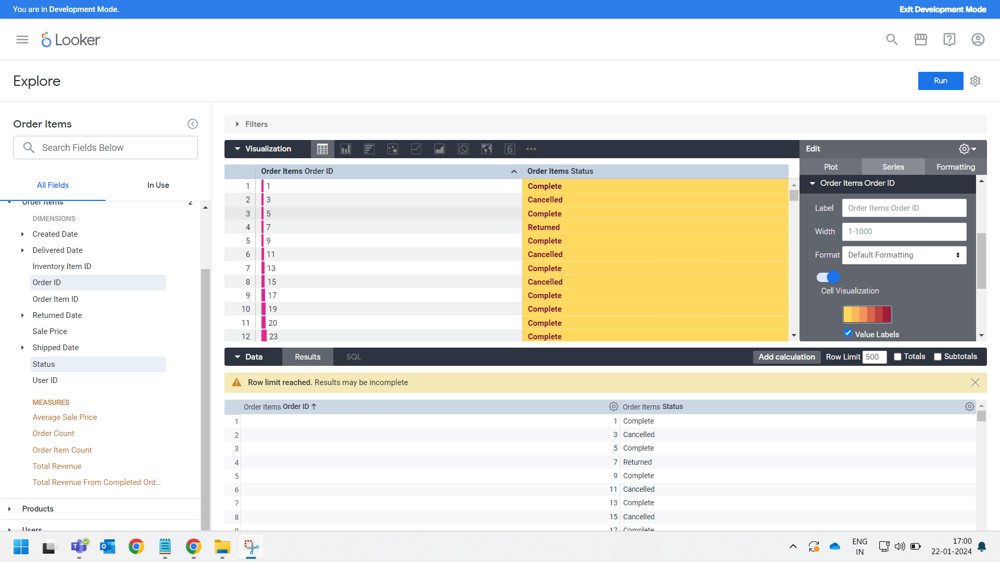 You are in Development Mode.
Exit Development Mode
Looker
Explore
Run
Order Items
Search Fields Below
All Fields
In Use
Order Items
2
DIMENSIONS
Created Date
Delivered Date
Inventory Item ID
Order ID
Order Item ID
Returned Date
Sale Price
Shipped Date
Status
User ID
MEASURES
Average Sale Price
Order Count
Order Item Count
Total Revenue
Total Revenue From Completed Ord...
Products
Users
Filters
Visualization
6
Order Items Order ID
Order Items Status
1 1 Complete
2 3 Cancelled
3 5 Complete
4 7 Returned
5 9 Complete
6 11 Cancelled
7 13 Complete
8 15 Cancelled
9 17 Complete
10 19 Complete
11 20 Complete
12 23 Complete
Edit
Plot
Series
Formatting
Order Items Order ID
Label Order Items Order ID
Width 1-1000
Format Default Formatting
Cell Visualization
Value Labels
Data
Results
SQL
Add calculation
Row Limit 500
Totals
Subtotals
Row limit reached. Results may be incomplete
Order Items Order ID ↑
Order Items Status
1 1 Complete
2 3 Cancelled
3 5 Complete
4 7 Returned
5 9 Complete
6 11 Cancelled
7 13 Complete
8 15 Cancelled
9 17 Complete
ENG
IN
17:00
22-01-2024